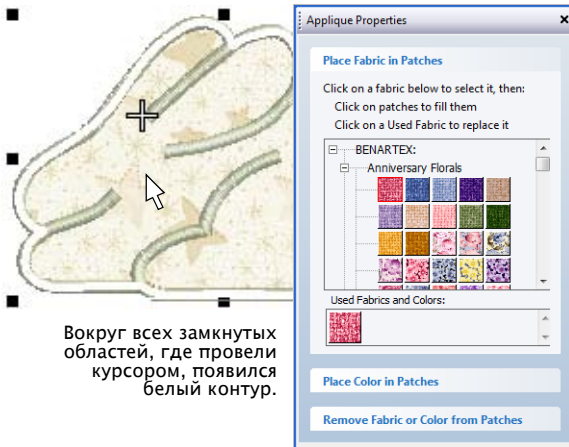 Applique Properties
Place Fabric in Patches
Click on a fabric below to select it, then:
Click on patches to fill them
Click on a Used Fabric to replace it
BENARTEX:
Anniversary Florals
Used Fabrics and Colors:
Place Color in Patches
Remove Fabric or Color from Patches
Вокруг всех замкнутых
областей, где провели
курсором, появился
белый контур.